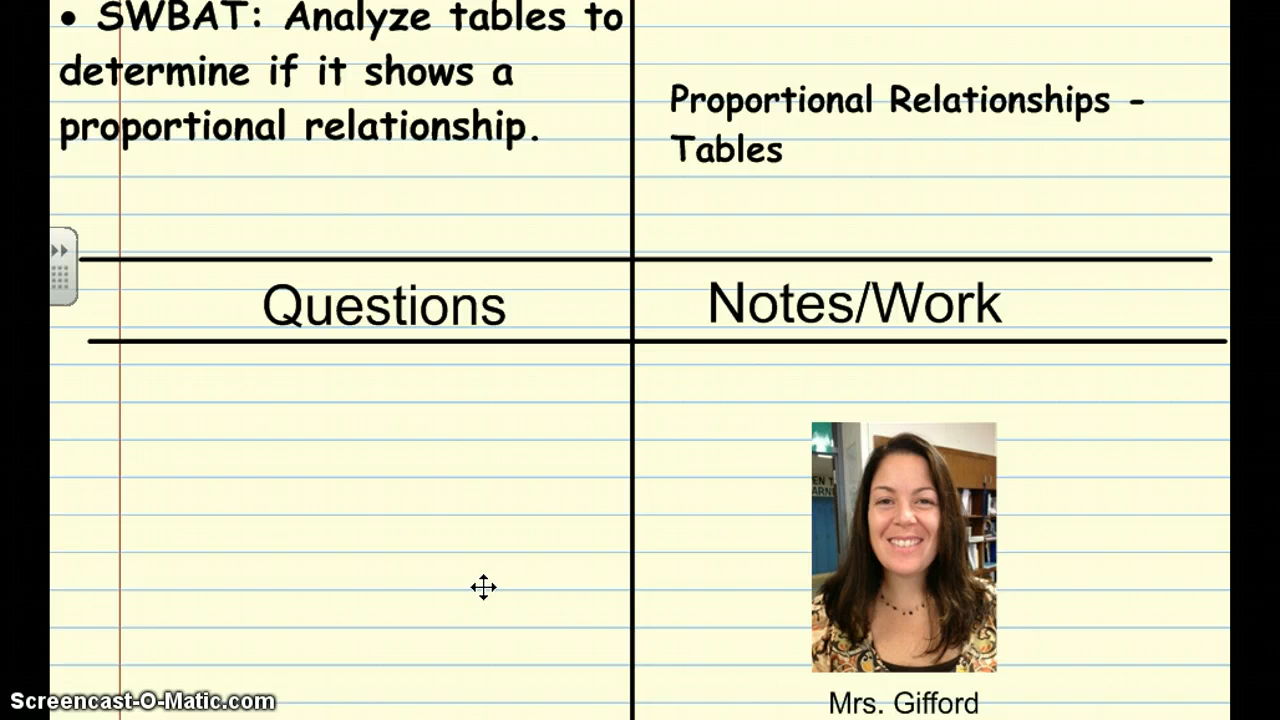 • SWBAT: Analyze tables to
determine if it shows a
proportional relationship.
Proportional Relationships -
Tables
Questions
Notes/Work
Mrs. Gifford
Screencast-O-Matic.com